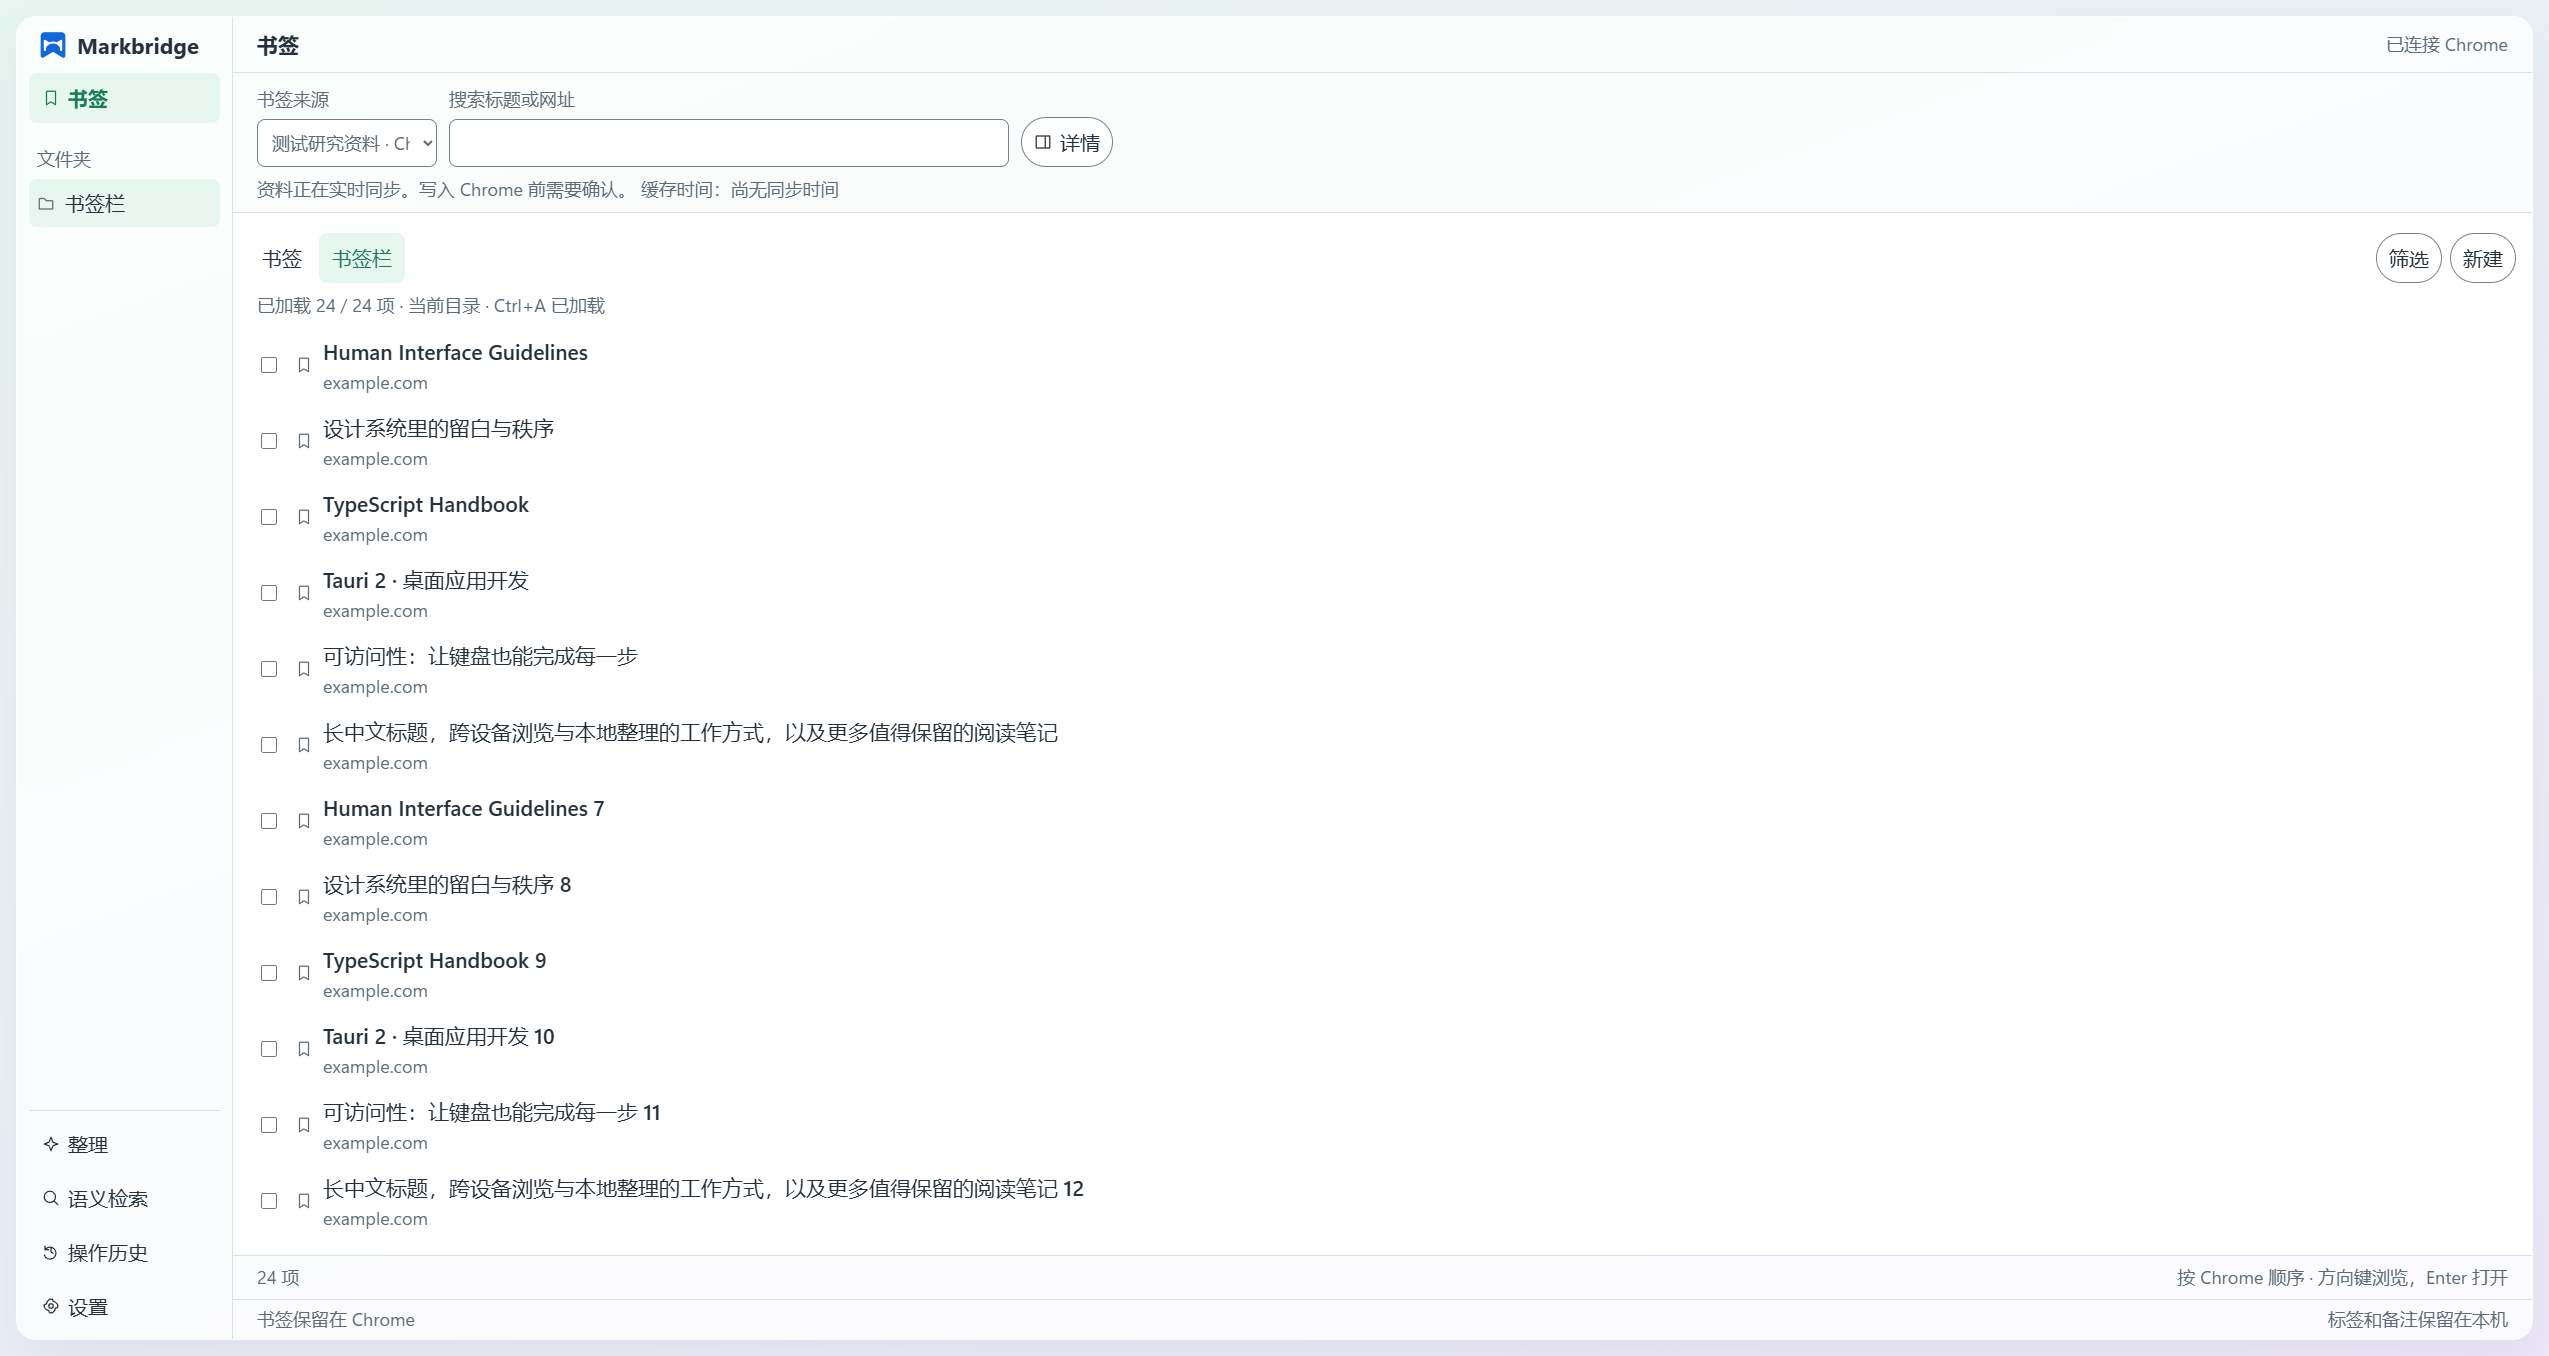 Markbridge
书签
文件夹
书签栏
整理
语义检索
操作历史
设置
书签
已连接 Chrome
书签来源
搜索标题或网址
测试研究资料 · Ch
详情
资料正在实时同步。写入 Chrome 前需要确认。 缓存时间：尚无同步时间
书签 书签栏
筛选 新建
已加载 24 / 24 项 · 当前目录 · Ctrl+A 已加载
Human Interface Guidelines
example.com
设计系统里的留白与秩序
example.com
TypeScript Handbook
example.com
Tauri 2 · 桌面应用开发
example.com
可访问性：让键盘也能完成每一步
example.com
长中文标题，跨设备浏览与本地整理的工作方式，以及更多值得保留的阅读笔记
example.com
Human Interface Guidelines 7
example.com
设计系统里的留白与秩序 8
example.com
TypeScript Handbook 9
example.com
Tauri 2 · 桌面应用开发 10
example.com
可访问性：让键盘也能完成每一步 11
example.com
长中文标题，跨设备浏览与本地整理的工作方式，以及更多值得保留的阅读笔记 12
example.com
24 项
按 Chrome 顺序 · 方向键浏览，Enter 打开
书签保留在 Chrome
标签和备注保留在本机